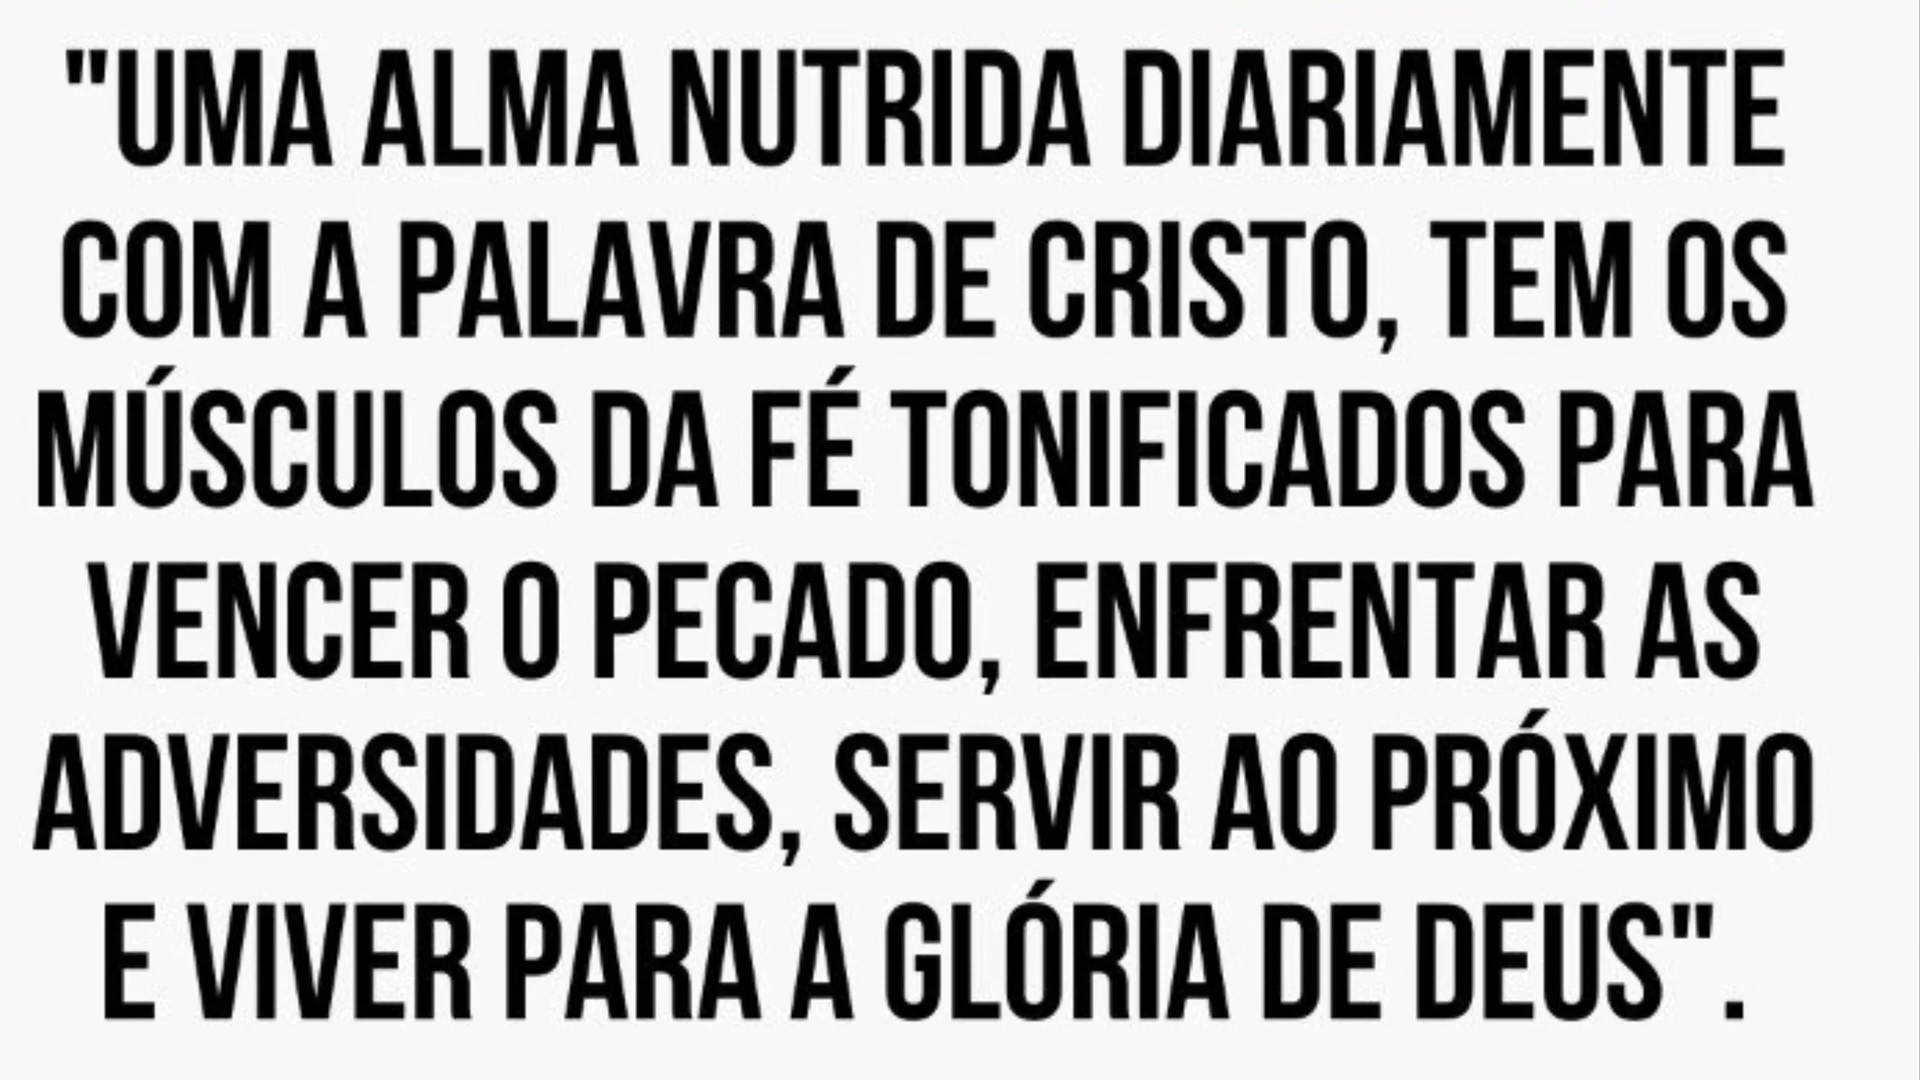 "UMA ALMA NUTRIDA DIARIAMENTE
COM A PALAVRA DE CRISTO, TEM OS
MÚSCULOS DA FÉ TONIFICADOS PARA
VENCER O PECADO, ENFRENTAR AS
ADVERSIDADES, SERVIR AO PRÓXIMO
E VIVER PARA A GLÓRIA DE DEUS".